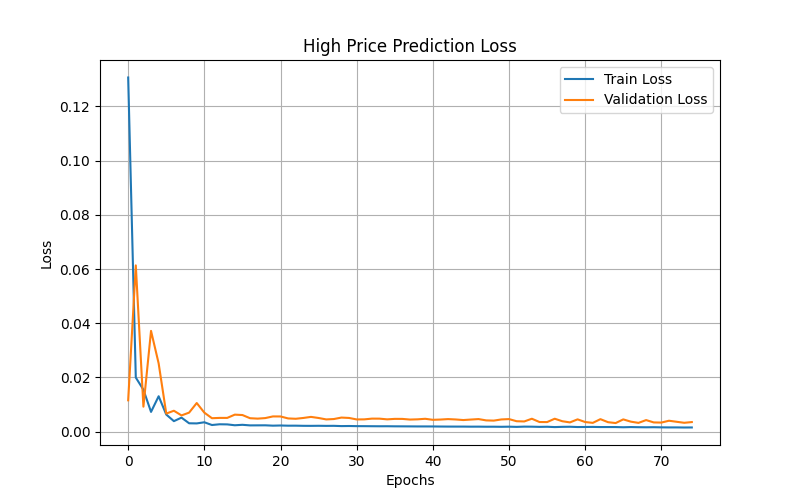 High Price Prediction Loss
Train Loss
Validation Loss
Loss
0.12
0.10
0.08
0.06
0.04
0.02
0.00
0 10 20 30 40 50 60 70
Epochs